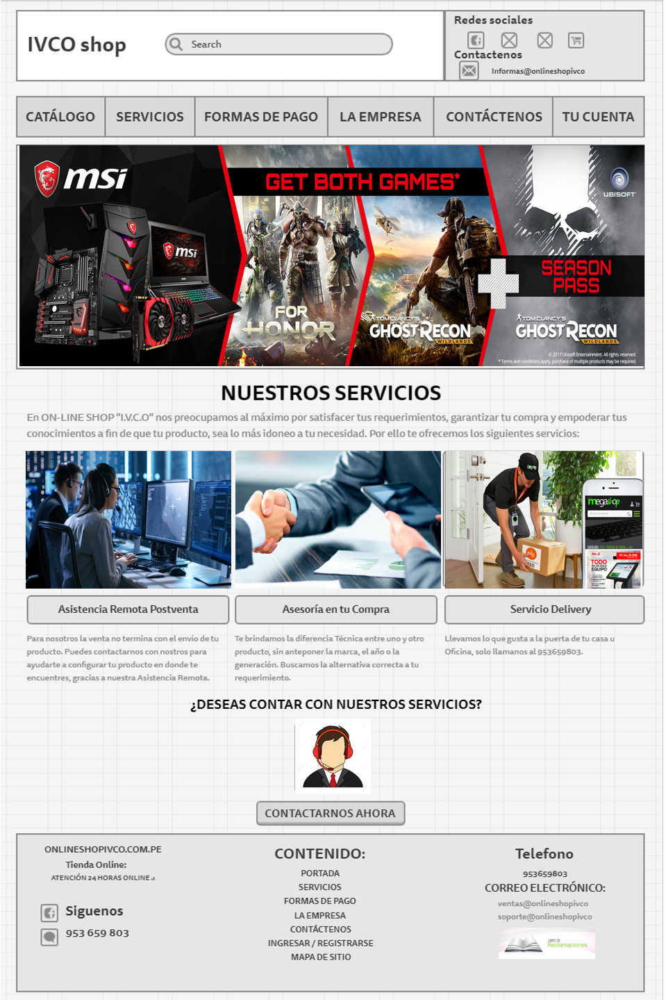 IVCO shop
Search
Redes sociales
Contactenos
Informas@onlineshopivco
CATÁLOGO
SERVICIOS
FORMAS DE PAGO
LA EMPRESA
CONTÁCTENOS
TU CUENTA
msi
GET BOTH GAMES*
UBISOFT
msi
SEASON
PASS
FOR
HONOR
TOM CLANCY'S
GHOST RECON
WILDLANDS
TOM CLANCY'S
GHOST RECON
WILDLANDS
© 2017 Ubisoft Entertainment. All rights reserved.
* Terms and conditions apply, purchase of multiple products may be required.
NUESTROS SERVICIOS
En ON-LINE SHOP "I.V.C.O" nos preocupamos al máximo por satisfacer tus requerimientos, garantizar tu compra y empoderar tus
conocimientos a fin de que tu producto, sea lo más idoneo a tu necesidad. Por ello te ofrecemos los siguientes servicios:
megashop
TODO
EN UN SOLO
EQUIPO
Asistencia Remota Postventa
Asesoría en tu Compra
Servicio Delivery
Para nosotros la venta no termina con el envío de tu
producto. Puedes contactarnos con nostros para
ayudarte a configurar tu producto en donde te
encuentres, gracias a nuestra Asistencia Remota.
Te brindamos la diferencia Técnica entre uno y otro
producto, sin anteponer la marca, el año o la
generación. Buscamos la alternativa correcta a tu
requerimiento.
Llevamos lo que gusta a la puerta de tu casa u
Oficina, solo llamanos al 953659803.
¿DESEAS CONTAR CON NUESTROS SERVICIOS?
CONTACTARNOS AHORA
ONLINESHOPIVCO.COM.PE
Tienda Online:
ATENCIÓN 24 HORAS ONLINE .ı
Siguenos
953 659 803
CONTENIDO:
PORTADA
SERVICIOS
FORMAS DE PAGO
LA EMPRESA
CONTÁCTENOS
INGRESAR / REGISTRARSE
MAPA DE SITIO
Telefono
953659803
CORREO ELECTRÓNICO:
ventas@onlineshopivco
soporte@onlineshopivco
LIBRO DE
Reclamaciones